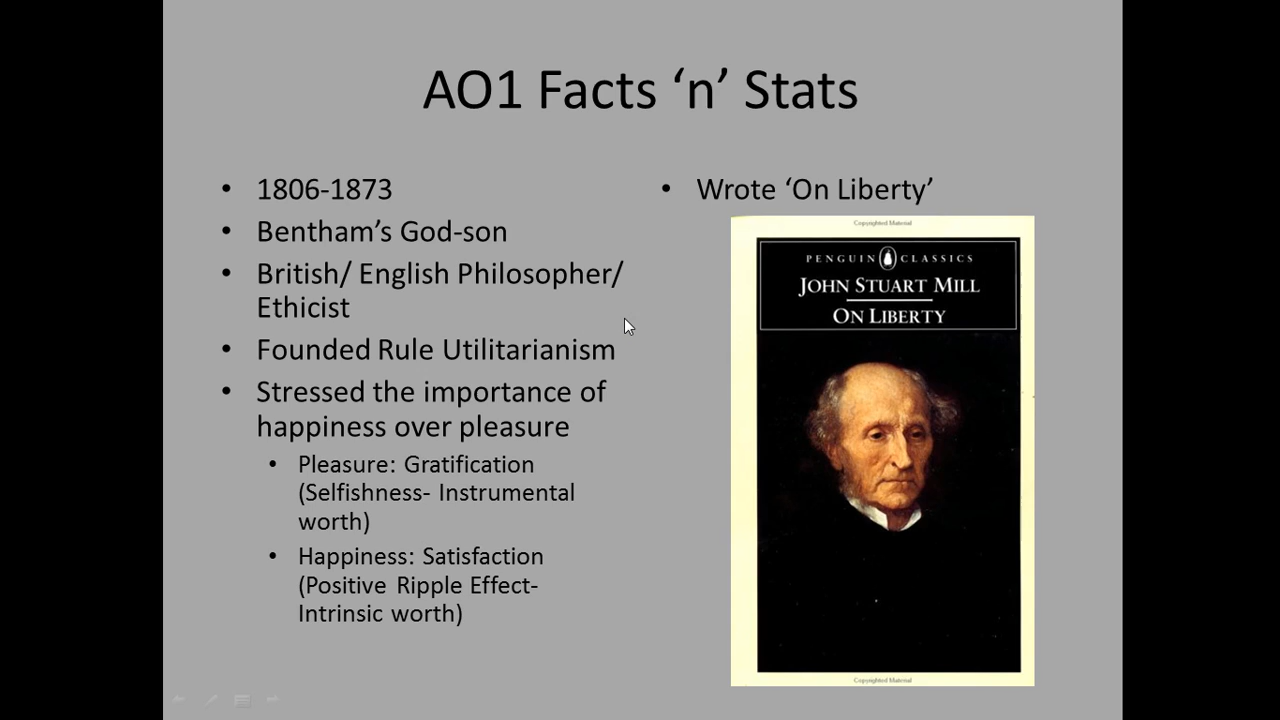 AO1 Facts ‘n’ Stats
• 1806-1873
• Bentham’s God-son
• British/ English Philosopher/
Ethicist
• Founded Rule Utilitarianism
• Stressed the importance of
happiness over pleasure
• Pleasure: Gratification
(Selfishness- Instrumental
worth)
• Happiness: Satisfaction
(Positive Ripple Effect-
Intrinsic worth)
• Wrote ‘On Liberty’
Copyrighted Material
PENGUIN CLASSICS
JOHN STUART MILL
ON LIBERTY
Copyrighted Material